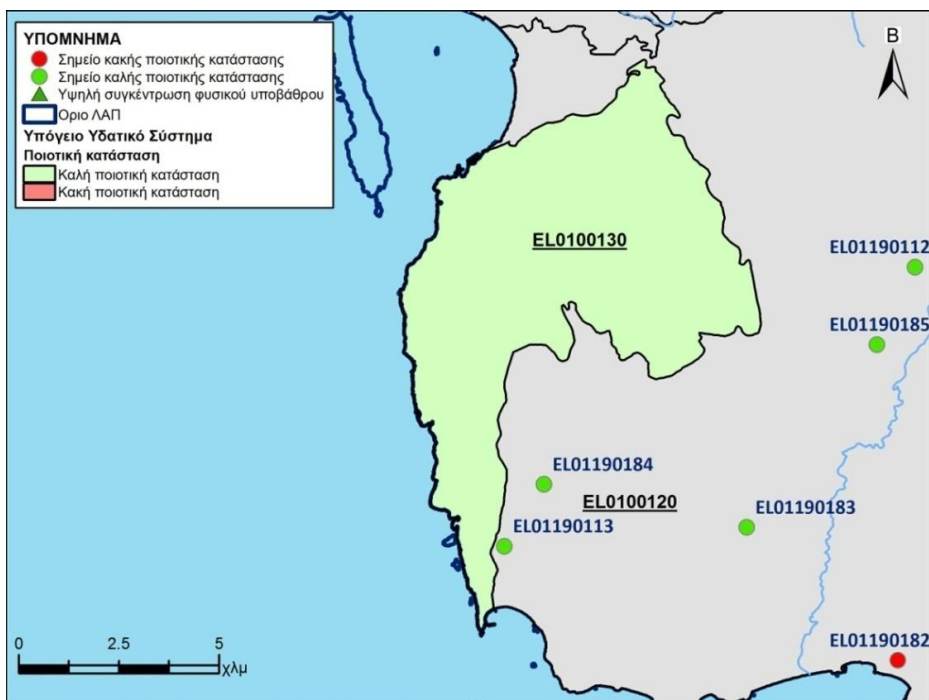 ΥΠΟΜΝΗΜΑ
Σημείο κακής ποιοτικής κατάστασης
Σημείο καλής ποιοτικής κατάστασης
Υψηλή συγκέντρωση φυσικού υποβάθρου
Όριο ΛΑΠ
Υπόγειο Υδατικό Σύστημα
Ποιοτική κατάσταση
Καλή ποιοτική κατάσταση
Κακή ποιοτική κατάσταση
Β
EL0100130
EL01190112
EL01190185
EL01190184
EL0100120
EL01190183
EL01190113
EL01190182
0 2.5 5
χλμ